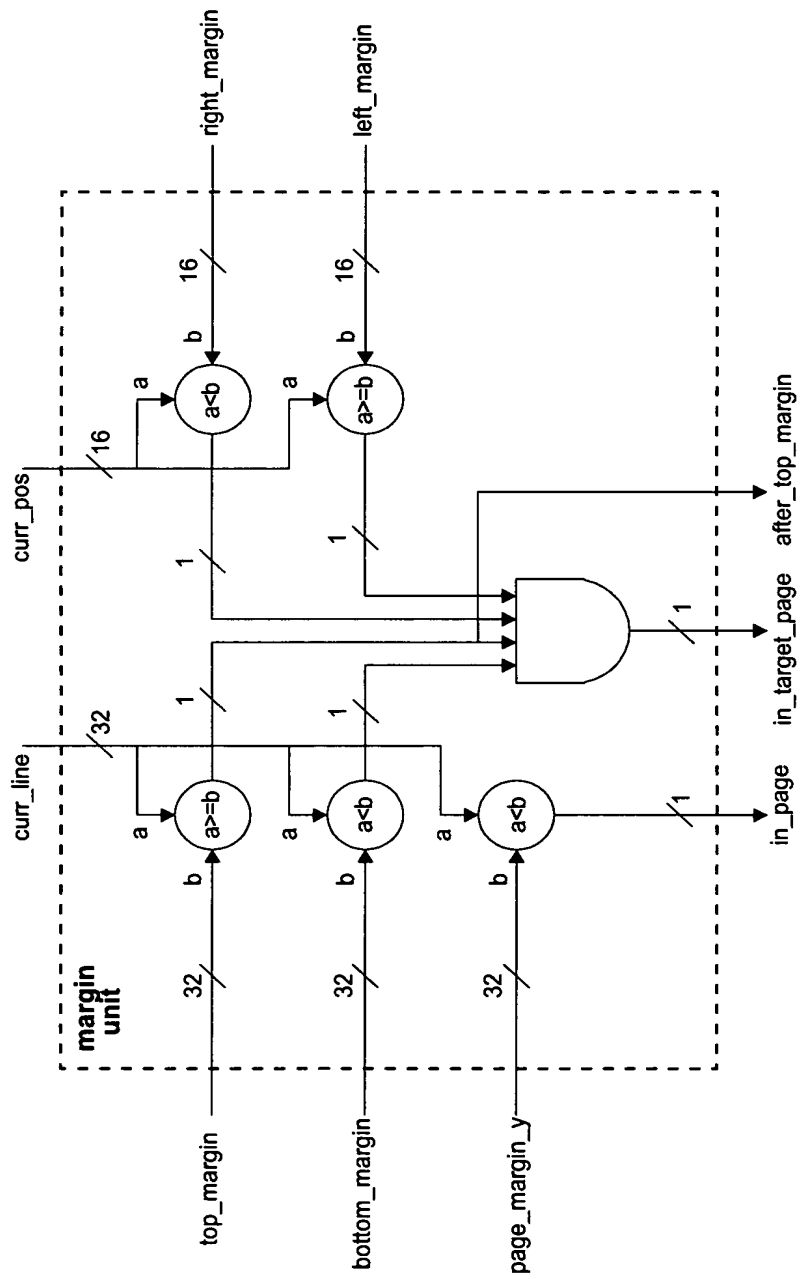 curr_line
curr_pos
margin
unit
32
16
top_margin
32
b
a
a>=b
1
1
a
a<b
b
16
right_margin
bottom_margin
32
b
a
a<b
1
1
a
a>=b
b
16
left_margin
page_margin_y
32
b
a
a<b
1
1
in_page
in_target_page
after_top_margin